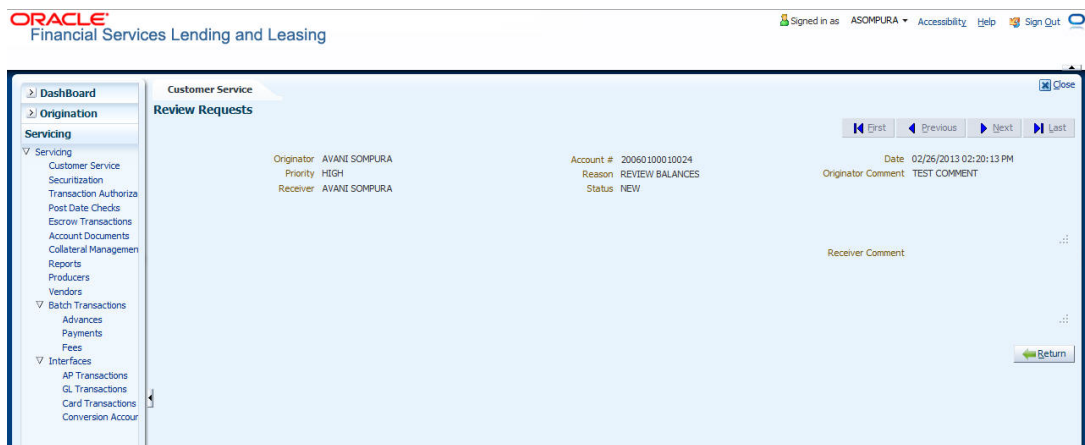 ORACLE
Financial Services Lending and Leasing
Signed in as ASOMPURA Accessibility Help Sign Out
Close
DashBoard
Origination
Servicing
Servicing
Customer Service
Securitization
Transaction Authoriza
Post Date Checks
Escrow Transactions
Account Documents
Collateral Managemen
Reports
Producers
Vendors
Batch Transactions
Advances
Payments
Fees
Interfaces
AP Transactions
GL Transactions
Card Transactions
Conversion Accour
Customer Service
Review Requests
First Previous Next Last
Originator AVANI SOMPURA
Priority HIGH
Receiver AVANI SOMPURA
Account # 20060100010024
Reason REVIEW BALANCES
Status NEW
Date 02/26/2013 02:20:13 PM
Originator Comment TEST COMMENT
Receiver Comment
Return